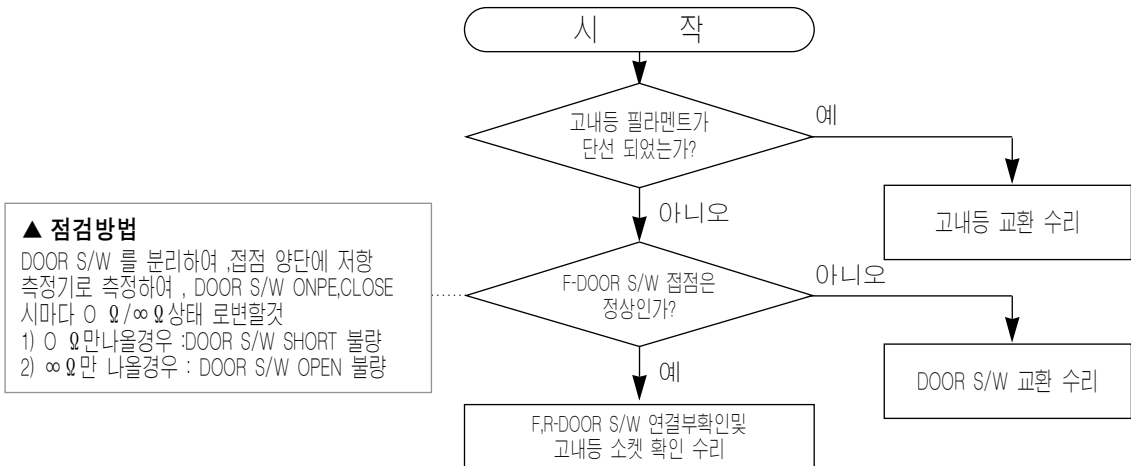 시 작
고내등 필라멘트가
단선 되었는가?
예
고내등 교환 수리
아니오
▲ 점검방법
DOOR S/W 를 분리하여 ,접점 양단에 저항
측정기로 측정하여 , DOOR S/W ONPE,CLOSE
시마다 O Ω/∞Ω상태 로변할것
1) O Ω만나올경우 :DOOR S/W SHORT 불량
2) ∞Ω만 나올경우 : DOOR S/W OPEN 불량
F-DOOR S/W 접점은
정상인가?
아니오
DOOR S/W 교환 수리
예
F,R-DOOR S/W 연결부확인및
고내등 소켓 확인 수리